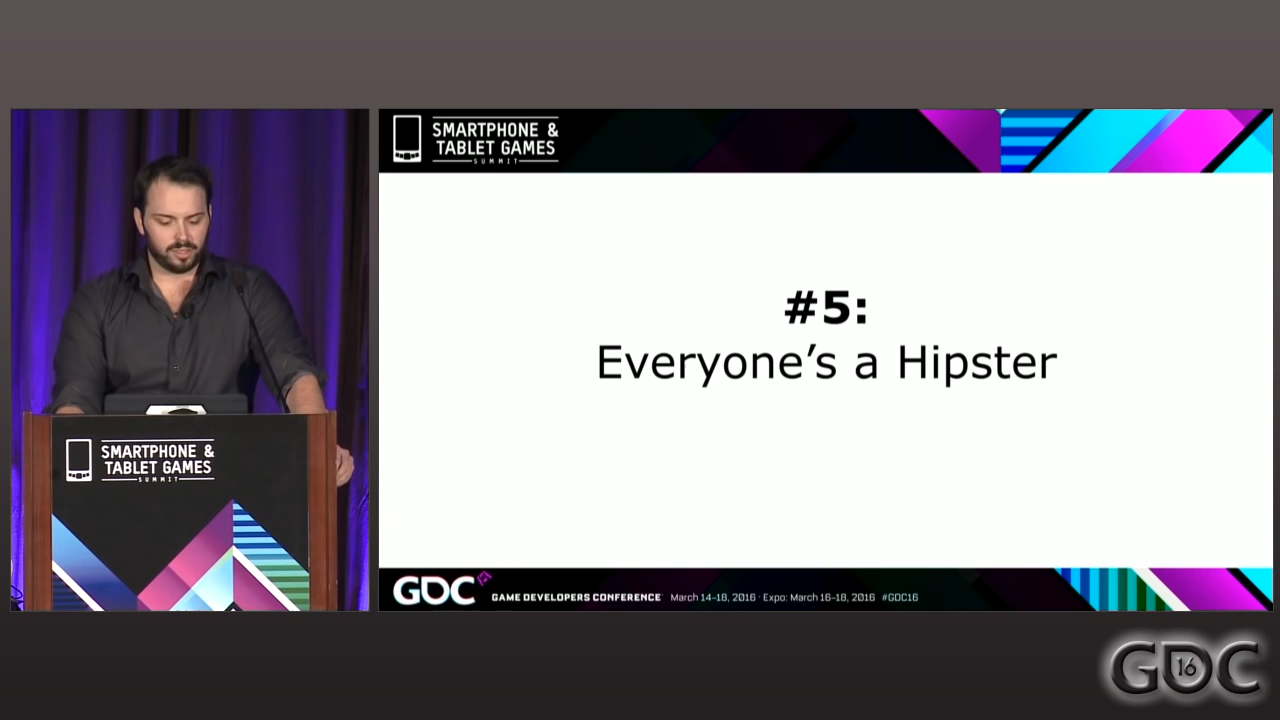 SMARTPHONE &
TABLET GAMES
SUMMIT
#5:
Everyone’s a Hipster
SMARTPHONE &
TABLET GAMES
SUMMIT
GDC GAME DEVELOPERS CONFERENCE March 14-18, 2016 · Expo: March 16-18, 2016 #GDC16
GDC 16